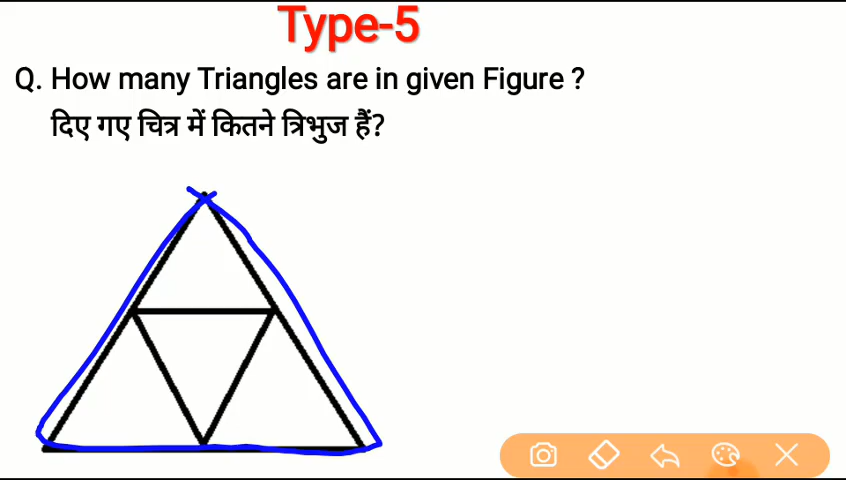 Type-5
Q. How many Triangles are in given Figure ?
दिए गए चित्र में कितने त्रिभुज हैं?